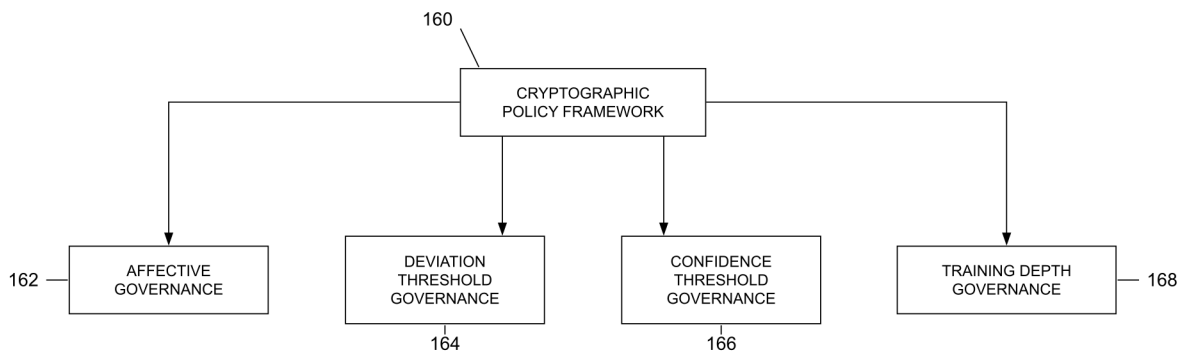 160
CRYPTOGRAPHIC
POLICY FRAMEWORK
162
AFFECTIVE
GOVERNANCE
DEVIATION
THRESHOLD
GOVERNANCE
164
CONFIDENCE
THRESHOLD
GOVERNANCE
166
TRAINING DEPTH
GOVERNANCE
168